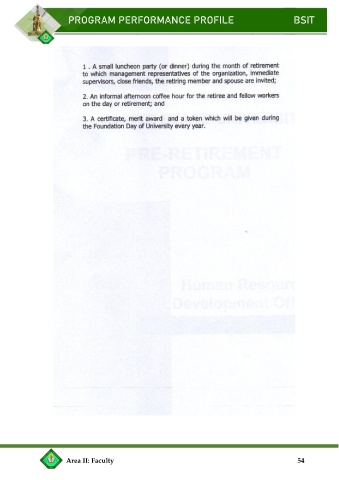 PROGRAM PERFORMANCE PROFILE BSIT
1 . A small luncheon party (or dinner) during the month of retirement
to which management representatives of the organization, immediate
supervisors, close friends, the retiring member and spouse are invited;
2. An informal afternoon coffee hour for the retiree and fellow workers
on the day or retirement; and
3. A certificate, merit award and a token which will be given during
the Foundation Day of University every year.
PRE-RETIREMENT
PROGRAM
Human Resour
Development Off
Area II: Faculty 54